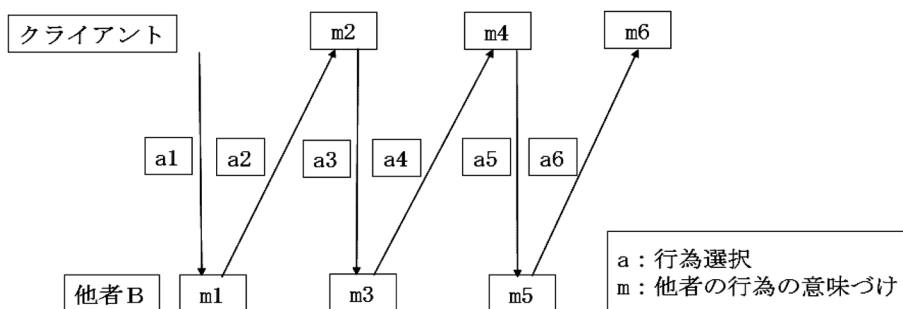 クライアント
m2
m4
m6
a1
a2
a3
a4
a5
a6
他者B
m1
m3
m5
a：行為選択
m：他者の行為の意味づけ